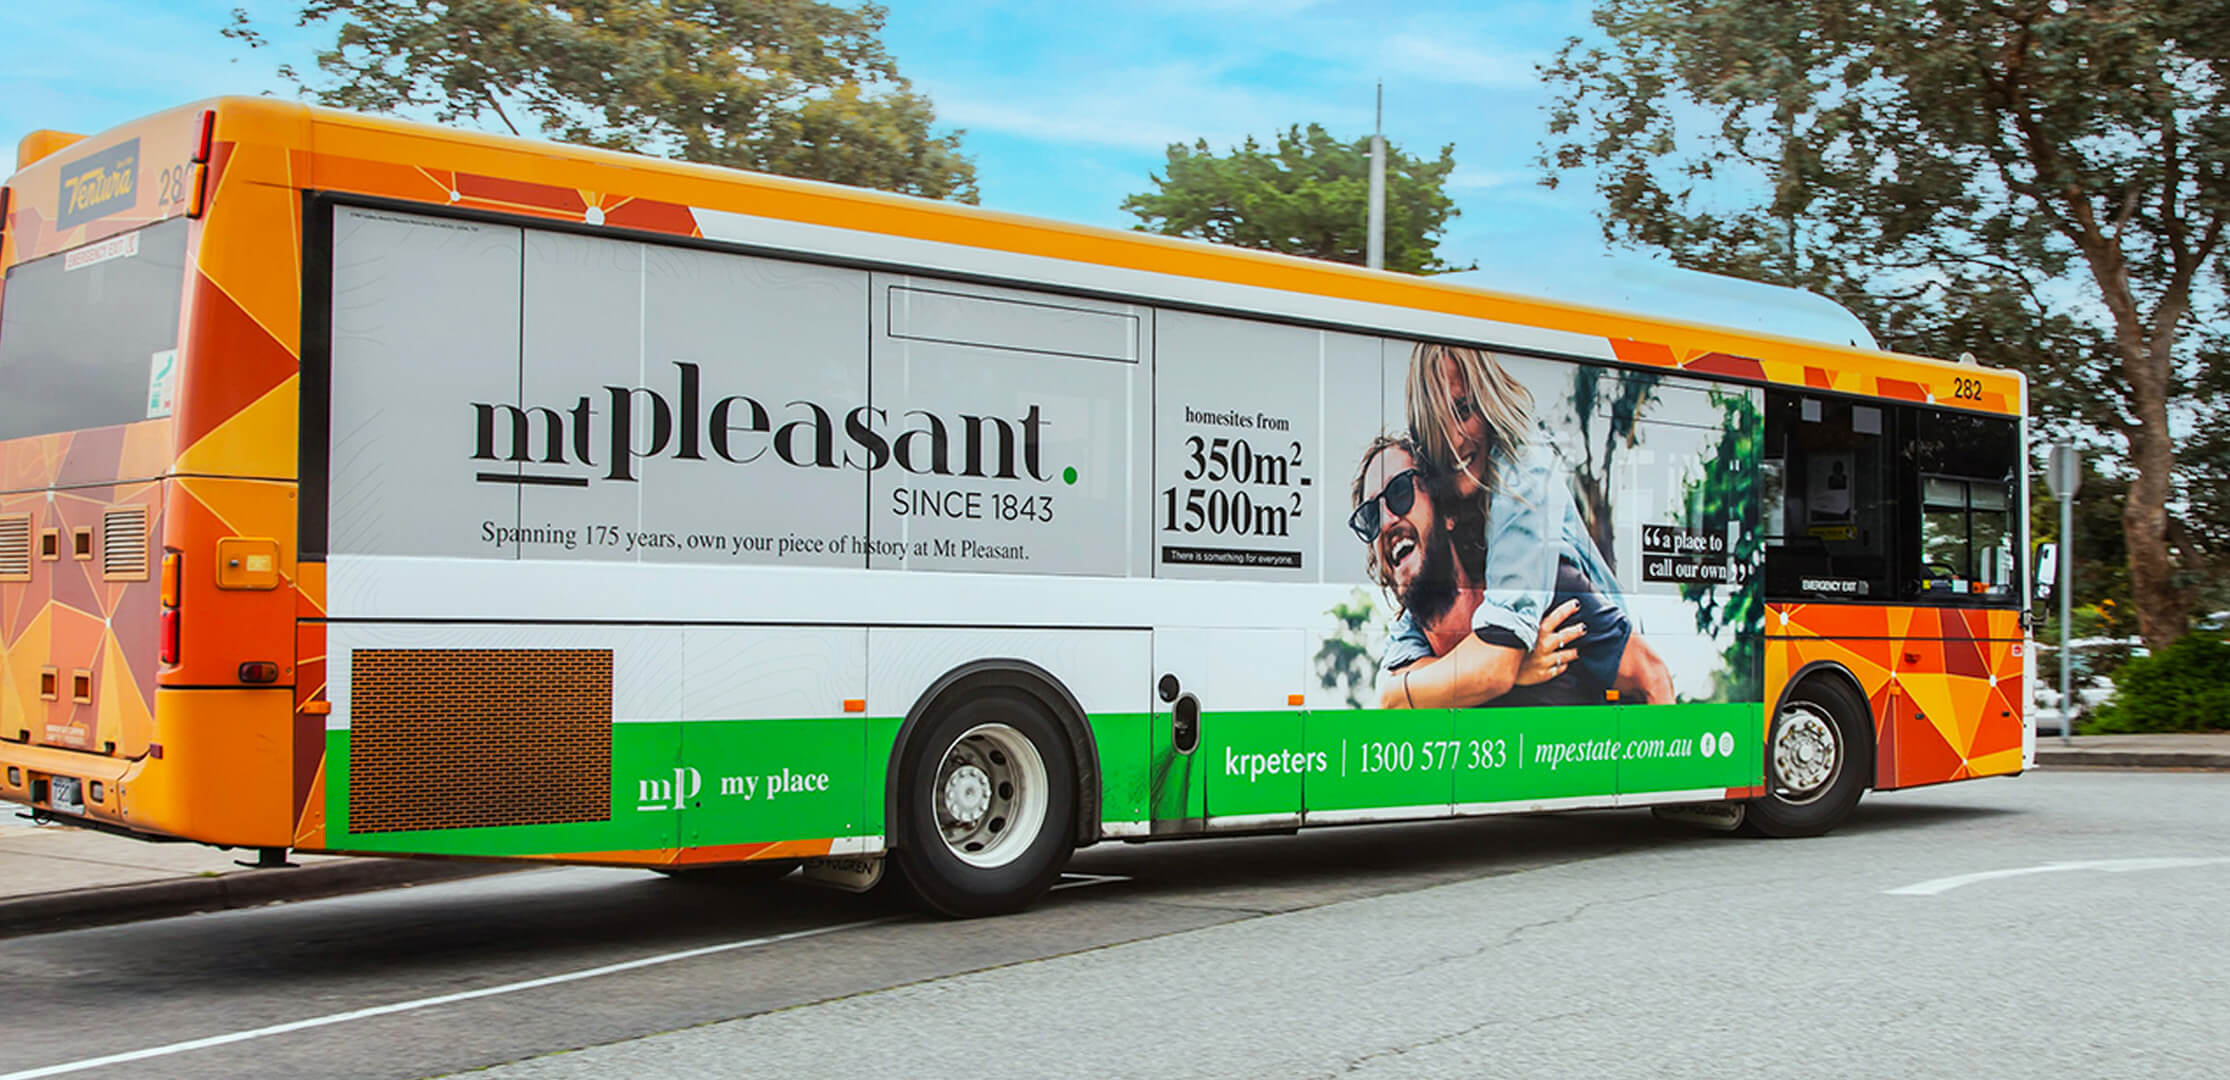 Ventura
28
EMERGENCY EXIT
mtpleasant.
SINCE 1843
Spanning 175 years, own your piece of history at Mt Pleasant.
homesites from
350m²-
1500m²
There is something for everyone.
“a place to
call our own”
282
EMERGENCY EXIT
mp. my place
krpeters | 1300 577 383 | mpestate.com.au